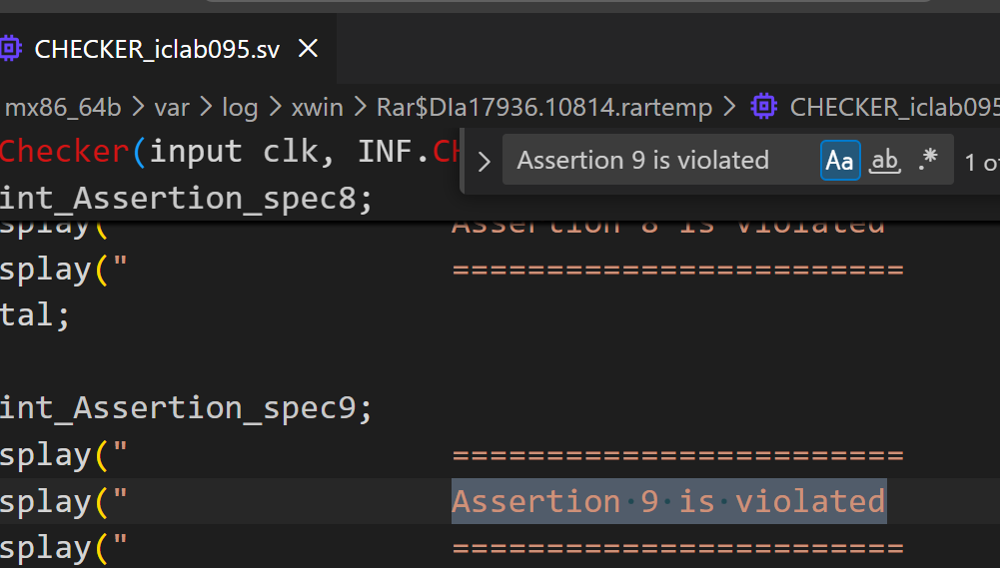 CHECKER_iclab095.sv
mx86_64b > var > log > xwin > Rar$DIa17936.10814.rartemp > CHECKER_iclab095
Checker(input clk, INF.CH
Assertion 9 is violated Aa ab .* 1 of
int_Assertion_spec8;
splay(" Assertion 8 is violated
splay(" ========================
tal;
int_Assertion_spec9;
splay(" ========================
splay(" Assertion 9 is violated
splay(" ========================